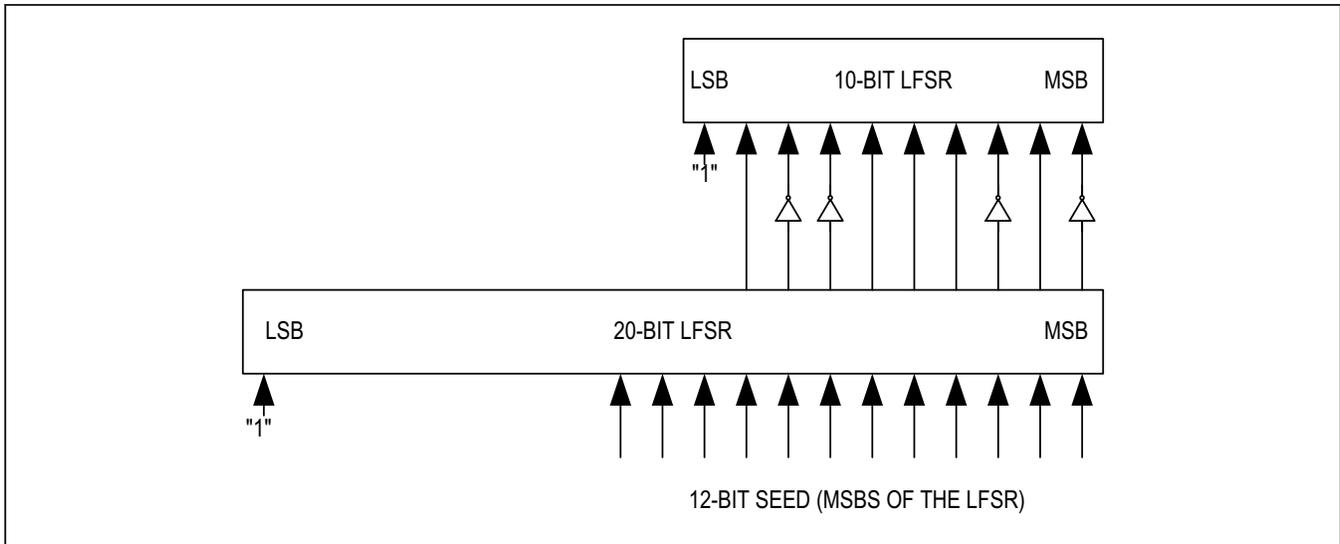 LSB 10-BIT LFSR MSB
"1"
LSB 20-BIT LFSR MSB
"1"
12-BIT SEED (MSBS OF THE LFSR)